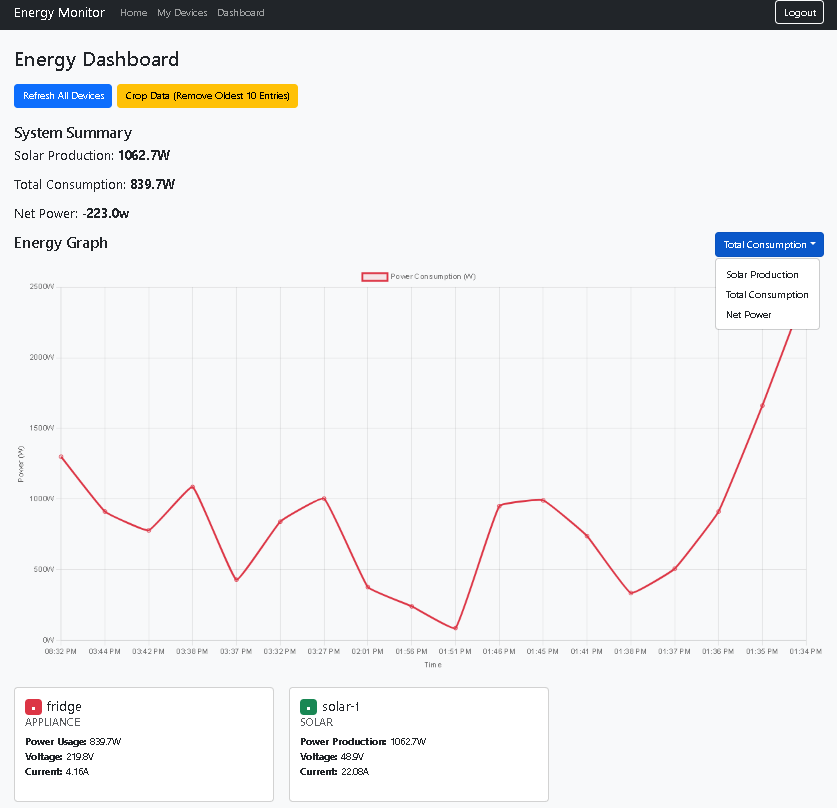 Energy Monitor Home My Devices Dashboard Logout
Energy Dashboard
Refresh All Devices Crop Data (Remove Oldest 10 Entries)
System Summary
Solar Production: 1062.7W
Total Consumption: 839.7W
Net Power: -223.0w
Energy Graph
Total Consumption
Solar Production
Total Consumption
Net Power
Power Consumption (W)
2500W
2000W
1500W
1000W
500W
0W
Power (W)
08:32 PM 03:44 PM 03:42 PM 03:38 PM 03:37 PM 03:32 PM 03:27 PM 02:01 PM 01:56 PM 01:51 PM 01:46 PM 01:45 PM 01:41 PM 01:38 PM 01:37 PM 01:36 PM 01:35 PM 01:34 PM
Time
fridge
APPLIANCE
Power Usage: 839.7W
Voltage: 219.8V
Current: 4.16A
solar-1
SOLAR
Power Production: 1062.7W
Voltage: 48.9V
Current: 22.08A